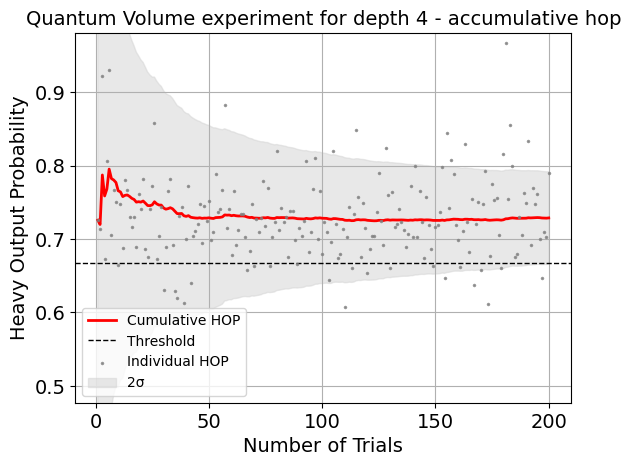 Quantum Volume experiment for depth 4 - accumulative hop
Heavy Output Probability
0.9
0.8
0.7
0.6
0.5
Cumulative HOP
Threshold
Individual HOP
2σ
0 50 100 150 200
Number of Trials